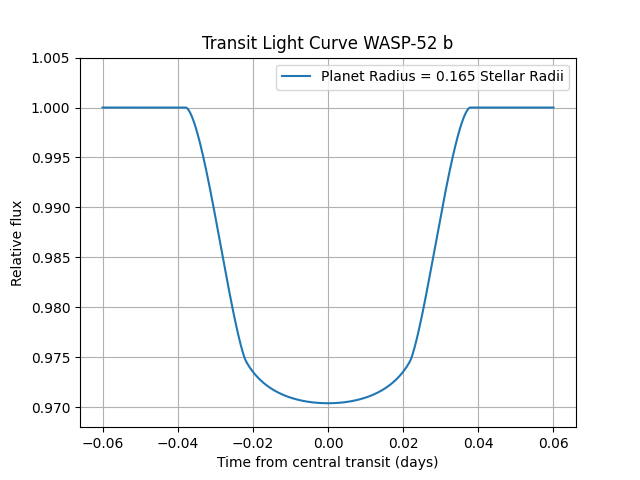 Transit Light Curve WASP-52 b
1.005
Planet Radius = 0.165 Stellar Radii
1.000
0.995
0.990
0.985
0.980
0.975
0.970
Relative flux
−0.06 −0.04 −0.02 0.00 0.02 0.04 0.06
Time from central transit (days)